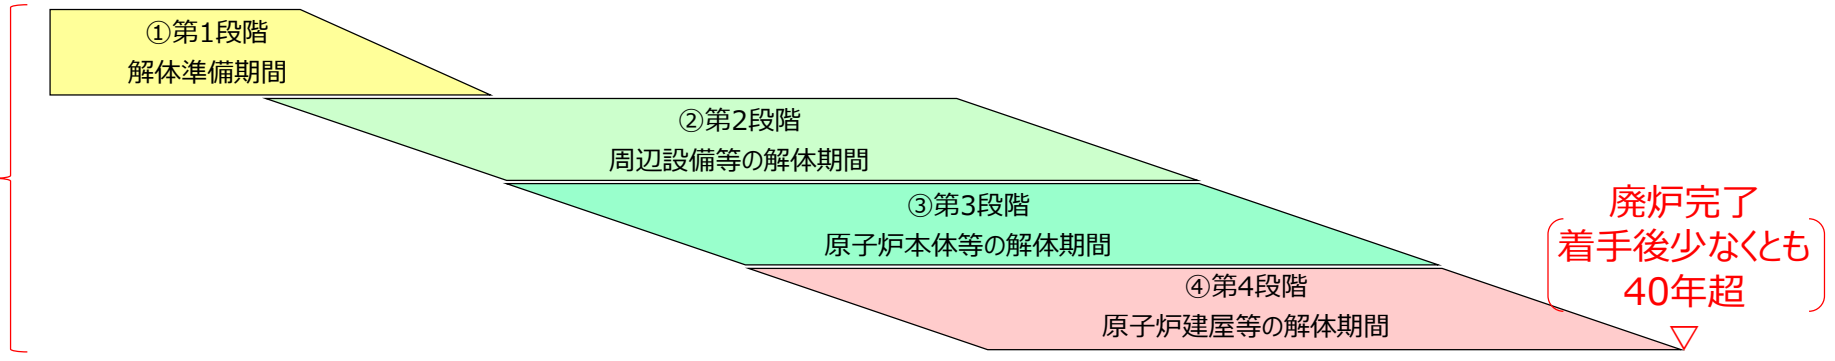 ①第1段階
解体準備期間
②第2段階
周辺設備等の解体期間
③第3段階
原子炉本体等の解体期間
④第4段階
原子炉建屋等の解体期間
廃炉完了
着手後少なくとも
40年超